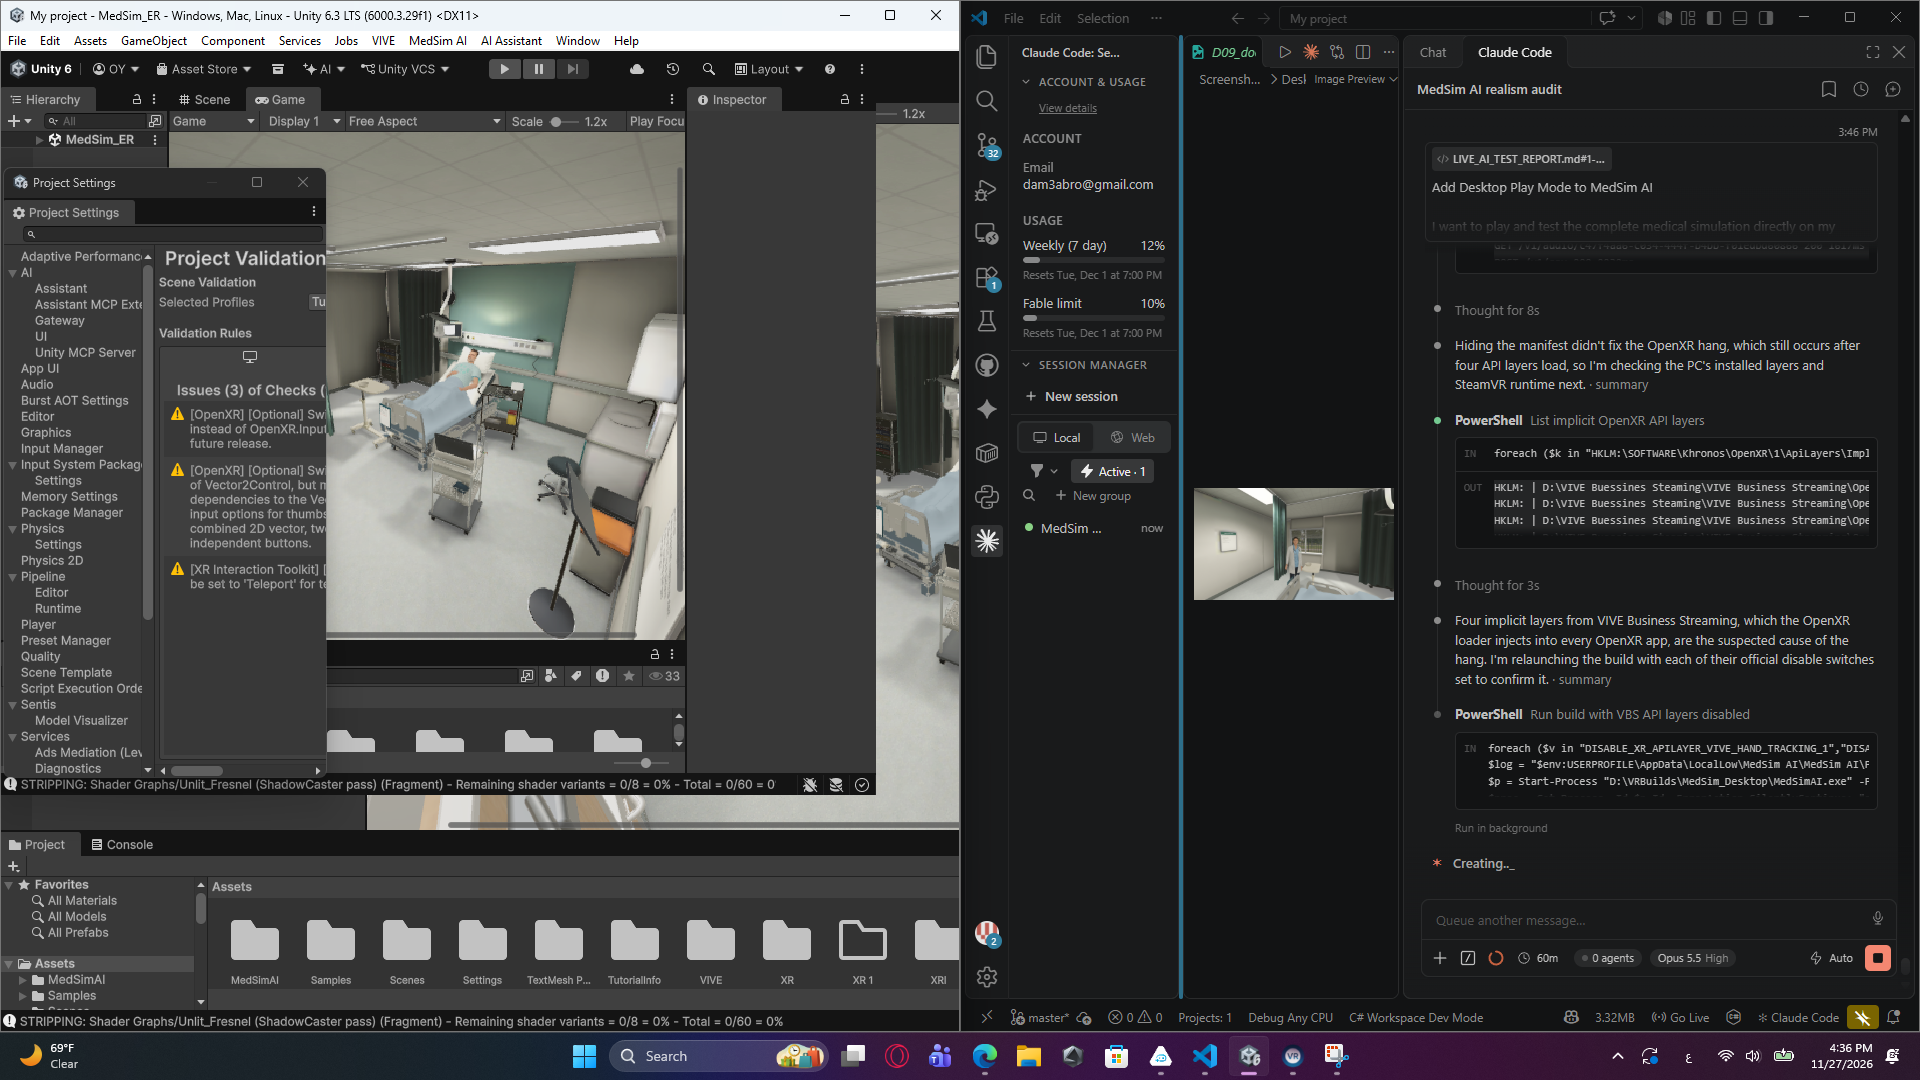 My project - MedSim_ER - Windows, Mac, Linux - Unity 6.3 LTS (6000.3.29f1) <DX11>
File Edit Assets GameObject Component Services Jobs VIVE MedSim AI AI Assistant Window Help
Unity 6 OY Asset Store AI Unity VCS Layout
Hierarchy
All
MedSim_ER
Scene Game
Game Display 1 Free Aspect Scale 1.2x Play Focu
Inspector
1.2x
Project Settings
Project Settings
Adaptive Performanc
AI
Assistant
Assistant MCP Exte
Gateway
UI
Unity MCP Server
App UI
Audio
Burst AOT Settings
Editor
Graphics
Input Manager
Input System Packag
Settings
Memory Settings
Package Manager
Physics
Settings
Physics 2D
Pipeline
Editor
Runtime
Player
Preset Manager
Quality
Scene Template
Script Execution Orde
Sentis
Model Visualizer
Services
Ads Mediation (Lev
Diagnostics
Project Validation
Scene Validation
Selected Profiles Tu
Validation Rules
Issues (3) of Checks (
[OpenXR] [Optional] Swi
instead of OpenXR.Input
future release.
[OpenXR] [Optional] Swi
of Vector2Control, but m
dependencies to the Vec
input options for thumbs
combined 2D vector, two
independent buttons.
[XR Interaction Toolkit] [
be set to 'Teleport' for te
33
STRIPPING: Shader Graphs/Unlit_Fresnel (ShadowCaster pass) (Fragment) - Remaining shader variants = 0/8 = 0% - Total = 0/60 = 0'
Project Console
Favorites
All Materials
All Models
All Prefabs
Assets
MedSimAI
Samples
Assets
MedSimAI Samples Scenes Settings TextMesh P... TutorialInfo VIVE XR XR 1 XRI
STRIPPING: Shader Graphs/Unlit_Fresnel (ShadowCaster pass) (Fragment) - Remaining shader variants = 0/8 = 0% - Total = 0/60 = 0%
File Edit Selection ···
My project
32
1
2
Claude Code: Se...
ACCOUNT & USAGE
View details
ACCOUNT
Email
dam3abro@gmail.com
USAGE
Weekly (7 day) 12%
Resets Tue, Dec 1 at 7:00 PM
Fable limit 10%
Resets Tue, Dec 1 at 7:00 PM
SESSION MANAGER
New session
Local Web
Active · 1
New group
MedSim ... now
D09_do
Screensh... > Desl Image Preview
Chat Claude Code
MedSim AI realism audit
3:46 PM
LIVE_AI_TEST_REPORT.md#1-...
Add Desktop Play Mode to MedSim AI
I want to play and test the complete medical simulation directly on my
Thought for 8s
Hiding the manifest didn't fix the OpenXR hang, which still occurs after
four API layers load, so I'm checking the PC's installed layers and
SteamVR runtime next. · summary
PowerShell List implicit OpenXR API layers
IN foreach ($k in "HKLM:\SOFTWARE\Khronos\OpenXR\1\ApiLayers\Impl
OUT HKLM: | D:\VIVE Buessines Steaming\VIVE Business Streaming\Ope
HKLM: | D:\VIVE Buessines Steaming\VIVE Business Streaming\Ope
HKLM: | D:\VIVE Buessines Steaming\VIVE Business Streaming\Ope
Thought for 3s
Four implicit layers from VIVE Business Streaming, which the OpenXR
loader injects into every OpenXR app, are the suspected cause of the
hang. I'm relaunching the build with each of their official disable switches
set to confirm it. · summary
PowerShell Run build with VBS API layers disabled
IN foreach ($v in "DISABLE_XR_APILAYER_VIVE_HAND_TRACKING_1","DISA
$log = "$env:USERPROFILE\AppData\LocalLow\MedSim AI\MedSim AI\P
$p = Start-Process "D:\VRBuilds\MedSim_Desktop\MedSimAI.exe" -P
Run in background
Creating.._
Queue another message...
60m 0 agents Opus 5.5 High Auto
master* 0 0 Projects: 1 Debug Any CPU C# Workspace Dev Mode 3.32MB Go Live Claude Code
69°F
Clear
Search
ع
4:36 PM
11/27/2026